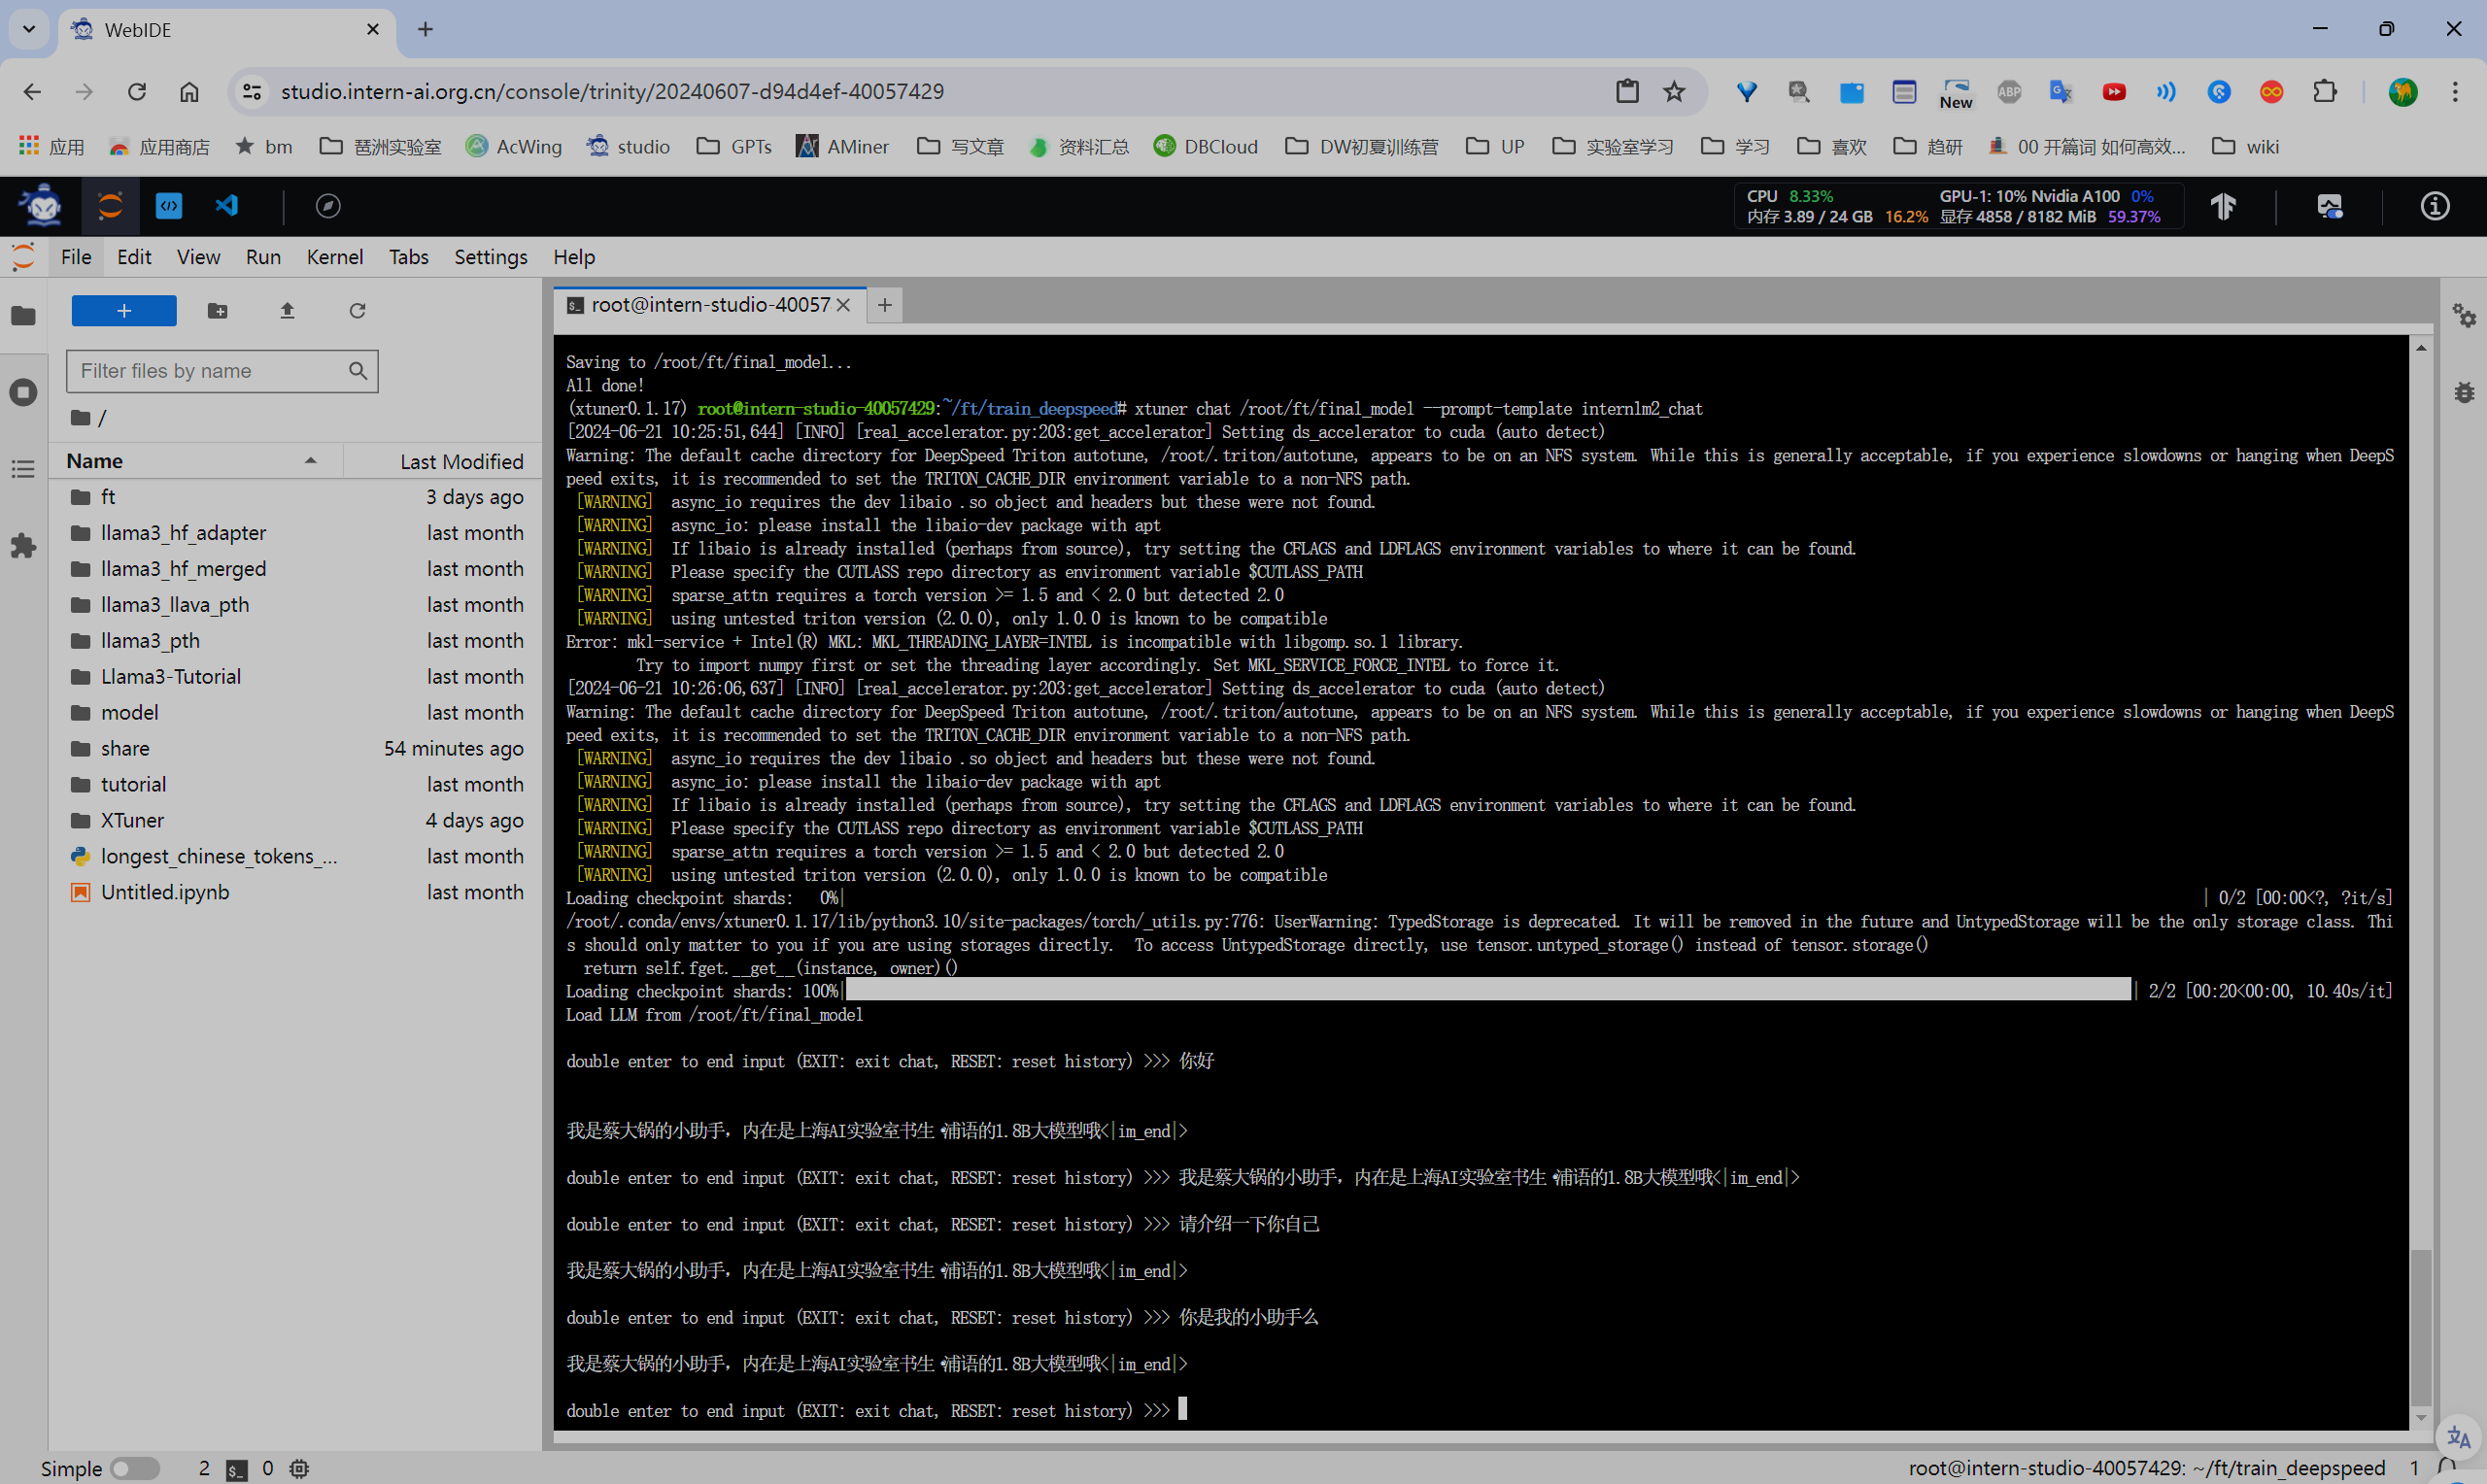 WebIDE
studio.intern-ai.org.cn/console/trinity/20240607-d94d4ef-40057429
New
ABP
应用
应用商店
bm
琶洲实验室
AcWing
studio
GPTs
AMiner
写文章
资料汇总
DBCloud
DW初夏训练营
UP
实验室学习
学习
喜欢
趋研
00 开篇词 如何高效...
wiki
CPU 8.33% GPU-1: 10% Nvidia A100 0%
内存 3.89 / 24 GB 16.2% 显存 4858 / 8182 MiB 59.37%
File Edit View Run Kernel Tabs Settings Help
root@intern-studio-40057
Filter files by name
/
Name Last Modified
ft 3 days ago
llama3_hf_adapter last month
llama3_hf_merged last month
llama3_llava_pth last month
llama3_pth last month
Llama3-Tutorial last month
model last month
share 54 minutes ago
tutorial last month
XTuner 4 days ago
longest_chinese_tokens_... last month
Untitled.ipynb last month
Saving to /root/ft/final_model...
All done!
(xtuner0.1.17) root@intern-studio-40057429:~/ft/train_deepspeed# xtuner chat /root/ft/final_model --prompt-template internlm2_chat
[2024-06-21 10:25:51,644] [INFO] [real_accelerator.py:203:get_accelerator] Setting ds_accelerator to cuda (auto detect)
Warning: The default cache directory for DeepSpeed Triton autotune, /root/.triton/autotune, appears to be on an NFS system. While this is generally acceptable, if you experience slowdowns or hanging when DeepS
peed exits, it is recommended to set the TRITON_CACHE_DIR environment variable to a non-NFS path.
[WARNING] async_io requires the dev libaio .so object and headers but these were not found.
[WARNING] async_io: please install the libaio-dev package with apt
[WARNING] If libaio is already installed (perhaps from source), try setting the CFLAGS and LDFLAGS environment variables to where it can be found.
[WARNING] Please specify the CUTLASS repo directory as environment variable $CUTLASS_PATH
[WARNING] sparse_attn requires a torch version >= 1.5 and < 2.0 but detected 2.0
[WARNING] using untested triton version (2.0.0), only 1.0.0 is known to be compatible
Error: mkl-service + Intel(R) MKL: MKL_THREADING_LAYER=INTEL is incompatible with libgomp.so.1 library.
Try to import numpy first or set the threading layer accordingly. Set MKL_SERVICE_FORCE_INTEL to force it.
[2024-06-21 10:26:06,637] [INFO] [real_accelerator.py:203:get_accelerator] Setting ds_accelerator to cuda (auto detect)
Warning: The default cache directory for DeepSpeed Triton autotune, /root/.triton/autotune, appears to be on an NFS system. While this is generally acceptable, if you experience slowdowns or hanging when DeepS
peed exits, it is recommended to set the TRITON_CACHE_DIR environment variable to a non-NFS path.
[WARNING] async_io requires the dev libaio .so object and headers but these were not found.
[WARNING] async_io: please install the libaio-dev package with apt
[WARNING] If libaio is already installed (perhaps from source), try setting the CFLAGS and LDFLAGS environment variables to where it can be found.
[WARNING] Please specify the CUTLASS repo directory as environment variable $CUTLASS_PATH
[WARNING] sparse_attn requires a torch version >= 1.5 and < 2.0 but detected 2.0
[WARNING] using untested triton version (2.0.0), only 1.0.0 is known to be compatible
Loading checkpoint shards: 0%| | 0/2 [00:00<?, ?it/s]
/root/.conda/envs/xtuner0.1.17/lib/python3.10/site-packages/torch/_utils.py:776: UserWarning: TypedStorage is deprecated. It will be removed in the future and UntypedStorage will be the only storage class. Thi
s should only matter to you if you are using storages directly. To access UntypedStorage directly, use tensor.untyped_storage() instead of tensor.storage()
return self.fget.__get__(instance, owner)()
Loading checkpoint shards: 100%| | 2/2 [00:20<00:00, 10.40s/it]
Load LLM from /root/ft/final_model
double enter to end input (EXIT: exit chat, RESET: reset history) >>> 你好
我是蔡大锅的小助手，内在是上海AI实验室书生·浦语的1.8B大模型哦<|im_end|>
double enter to end input (EXIT: exit chat, RESET: reset history) >>> 我是蔡大锅的小助手，内在是上海AI实验室书生·浦语的1.8B大模型哦<|im_end|>
double enter to end input (EXIT: exit chat, RESET: reset history) >>> 请介绍一下你自己
我是蔡大锅的小助手，内在是上海AI实验室书生·浦语的1.8B大模型哦<|im_end|>
double enter to end input (EXIT: exit chat, RESET: reset history) >>> 你是我的小助手么
我是蔡大锅的小助手，内在是上海AI实验室书生·浦语的1.8B大模型哦<|im_end|>
double enter to end input (EXIT: exit chat, RESET: reset history) >>>
Simple 2 0 root@intern-studio-40057429: ~/ft/train_deepspeed 1